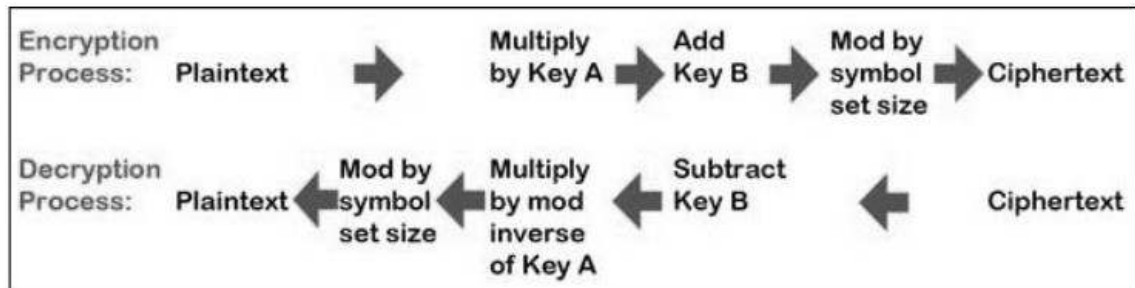 Encryption Process: Plaintext Multiply by Key A Add Key B Mod by symbol set size Ciphertext
Decryption Process: Plaintext Mod by symbol set size Multiply by mod inverse of Key A Subtract Key B Ciphertext